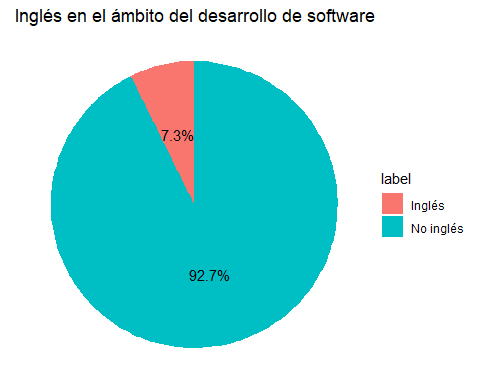 Inglés en el ámbito del desarrollo de software
7.3%
92.7%
label
Inglés
No inglés